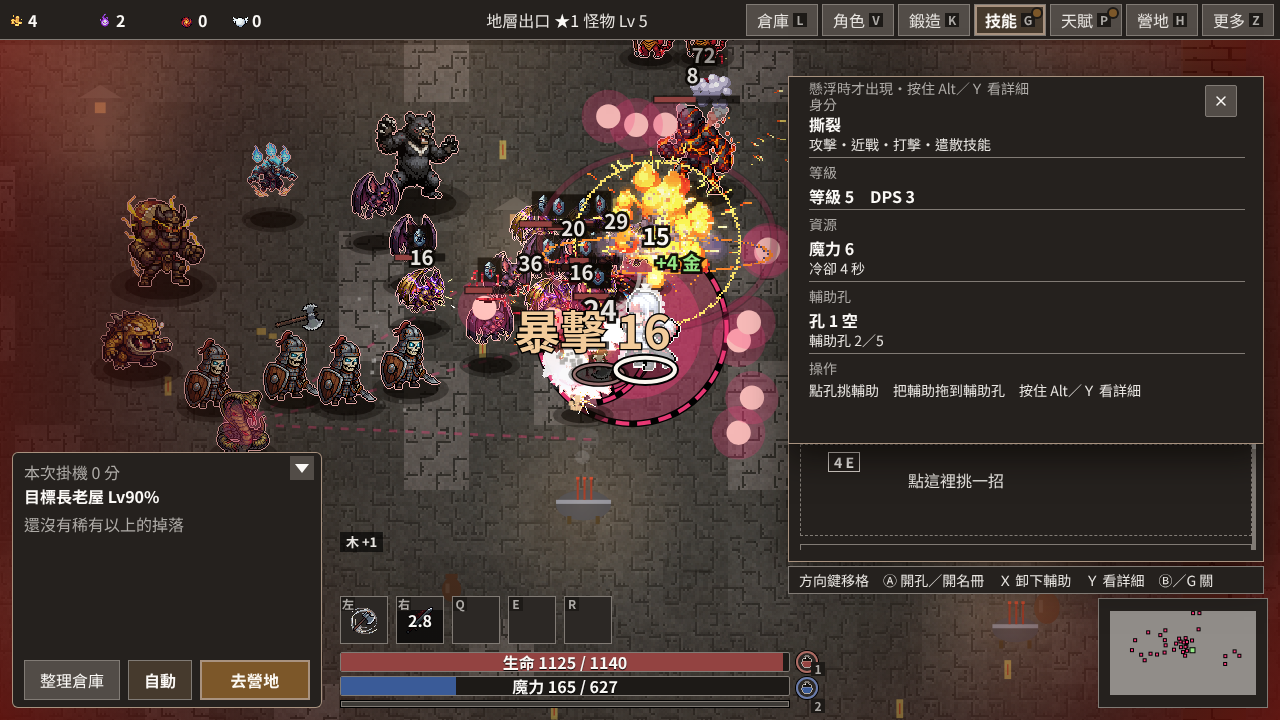 4
2
0
0
地層出口 ★1 怪物 Lv 5
倉庫 L
角色 V
鍛造 K
技能 G
天賦 P
營地 H
更多 Z
72
8
20
29
15
16
36
16
+4 金
24
暴擊 16
懸浮時才出現・按住 Alt／Y 看詳細
身分
撕裂
攻擊・近戰・打擊・遣散技能
等級
等級 5 DPS 3
資源
魔力 6
冷卻 4 秒
輔助孔
孔 1 空
輔助孔 2／5
操作
點孔挑輔助 把輔助拖到輔助孔 按住 Alt／Y 看詳細
4 E
點這裡挑一招
方向鍵移格 Ⓐ 開孔／開名冊 X 卸下輔助 Y 看詳細 Ⓑ／G 關
本次掛機 0 分
目標長老屋 Lv90%
還沒有稀有以上的掉落
整理倉庫
自動
去營地
木 +1
左
右
2.8
Q
E
R
生命 1125 / 1140
1
魔力 165 / 627
2